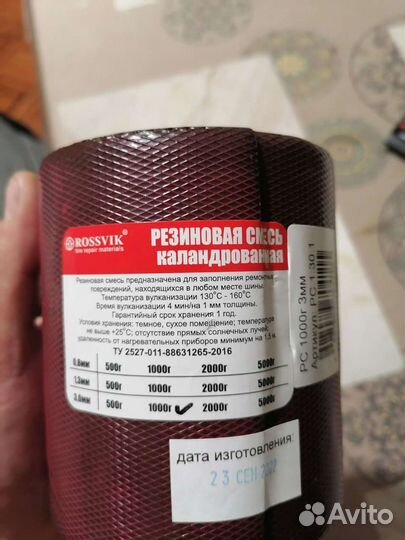 ROSSVIK®
tire repair materials
РЕЗИНОВАЯ СМЕСЬ
каландрованная
Резиновая смесь предназначена для заполнения ремонтных
повреждений, находящихся в любом месте шины.
Температура вулканизации 130°С - 160°С
Время вулканизации 4 мин/на 1 мм толщины.
Гарантийный срок хранения 1 год.
Условия хранения: темное, сухое помещение; температура
не выше +25°С; отсутствие прямых солнечных лучей;
удаленность от нагревательных приборов минимум на 1,5 м.
ТУ 2527-011-88631265-2016
0,8мм 500г 1000г 2000г 5000г
1,3мм 500г 1000г 2000г 5000г
3,0мм 500г 1000г ✓ 2000г 5000г
РС 1000г 3мм
Артикул: РС.1.30.1
дата изготовления:
23 СЕН 2022
Avito